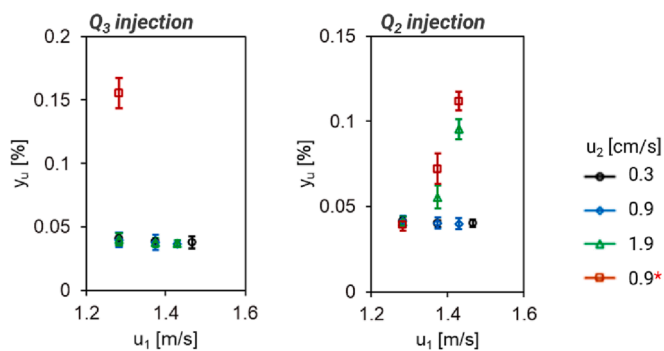 Q3 injection
Q2 injection
0.2
0.15
0.1
0.05
0
yu [%]
1.2 1.4 1.6
u1 [m/s]
0.15
0.1
0.05
0
yu [%]
1.2 1.4 1.6
u1 [m/s]
u2 [cm/s]
0.3
0.9
1.9
0.9*